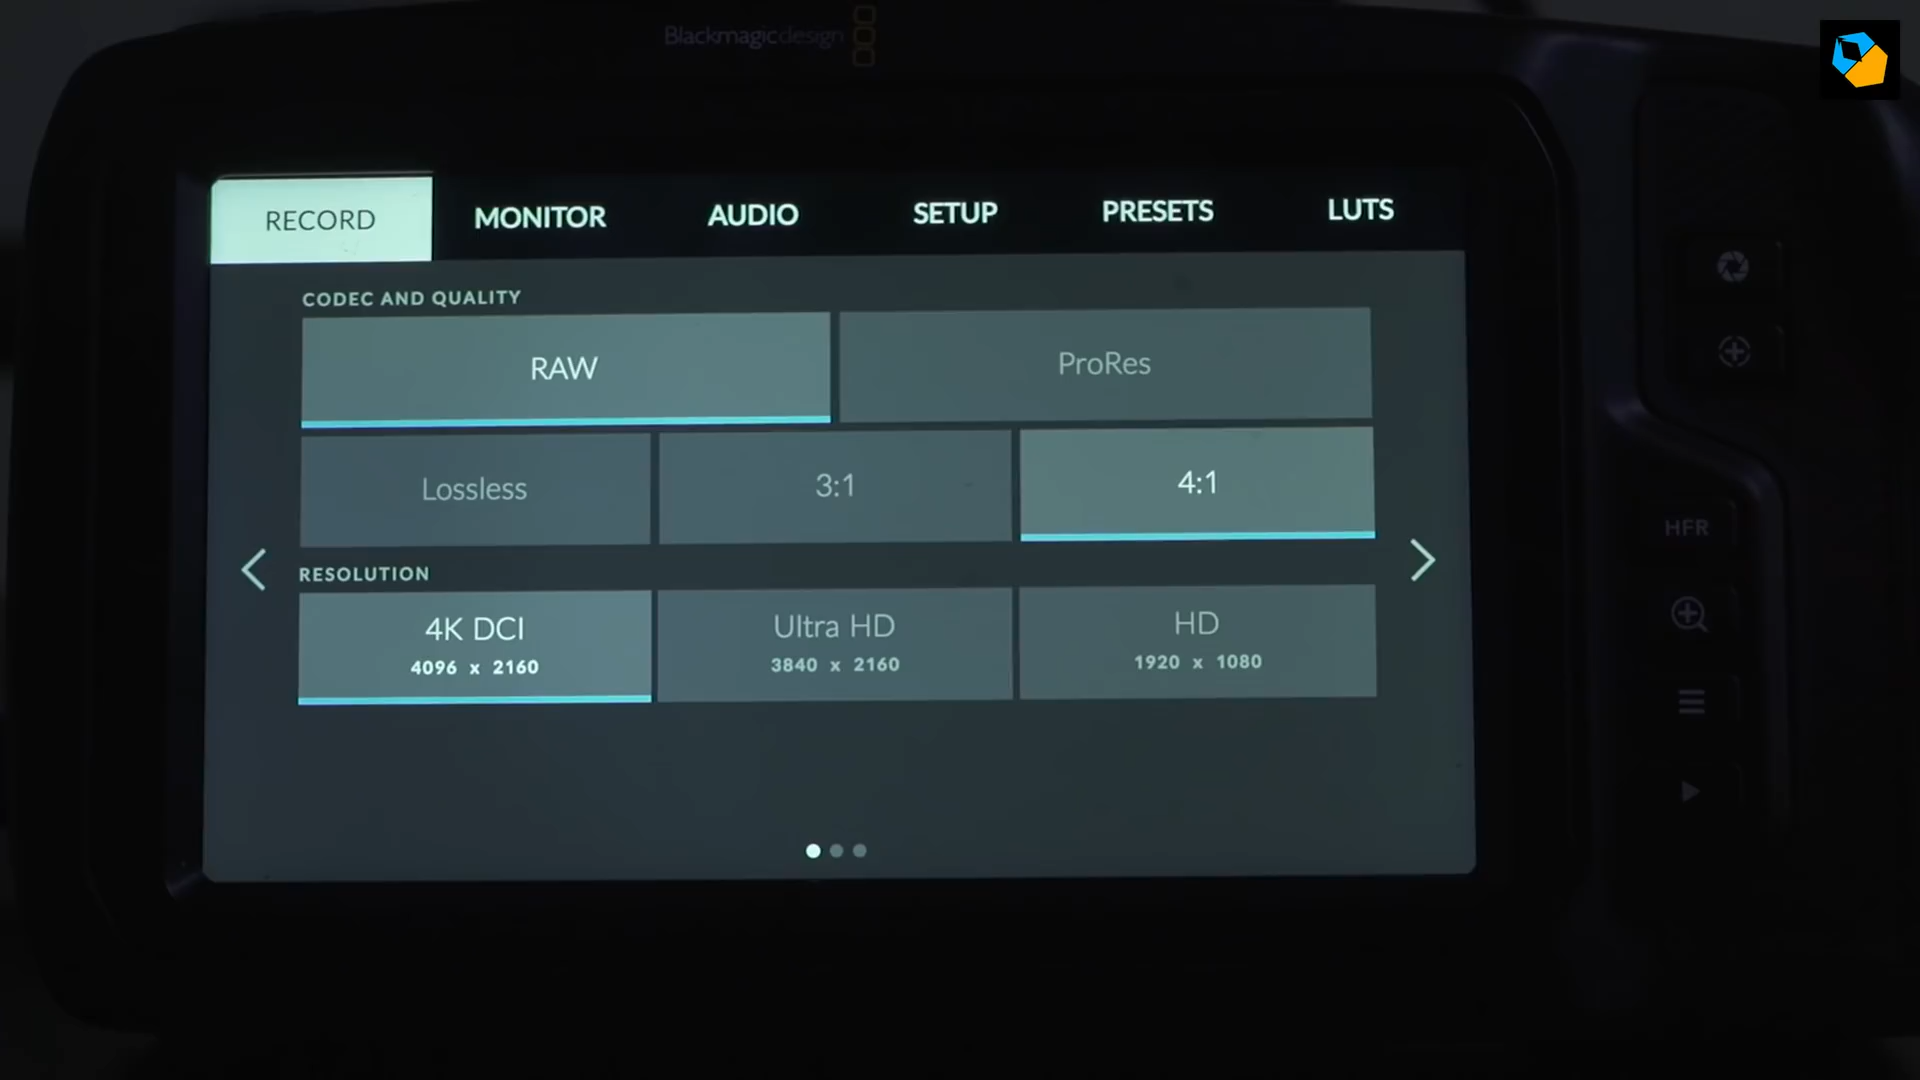 Blackmagicdesign
RECORD MONITOR AUDIO SETUP PRESETS LUTS
CODEC AND QUALITY
RAW ProRes
Lossless 3:1 4:1
HFR
RESOLUTION
4K DCI Ultra HD HD
4096 x 2160 3840 x 2160 1920 x 1080